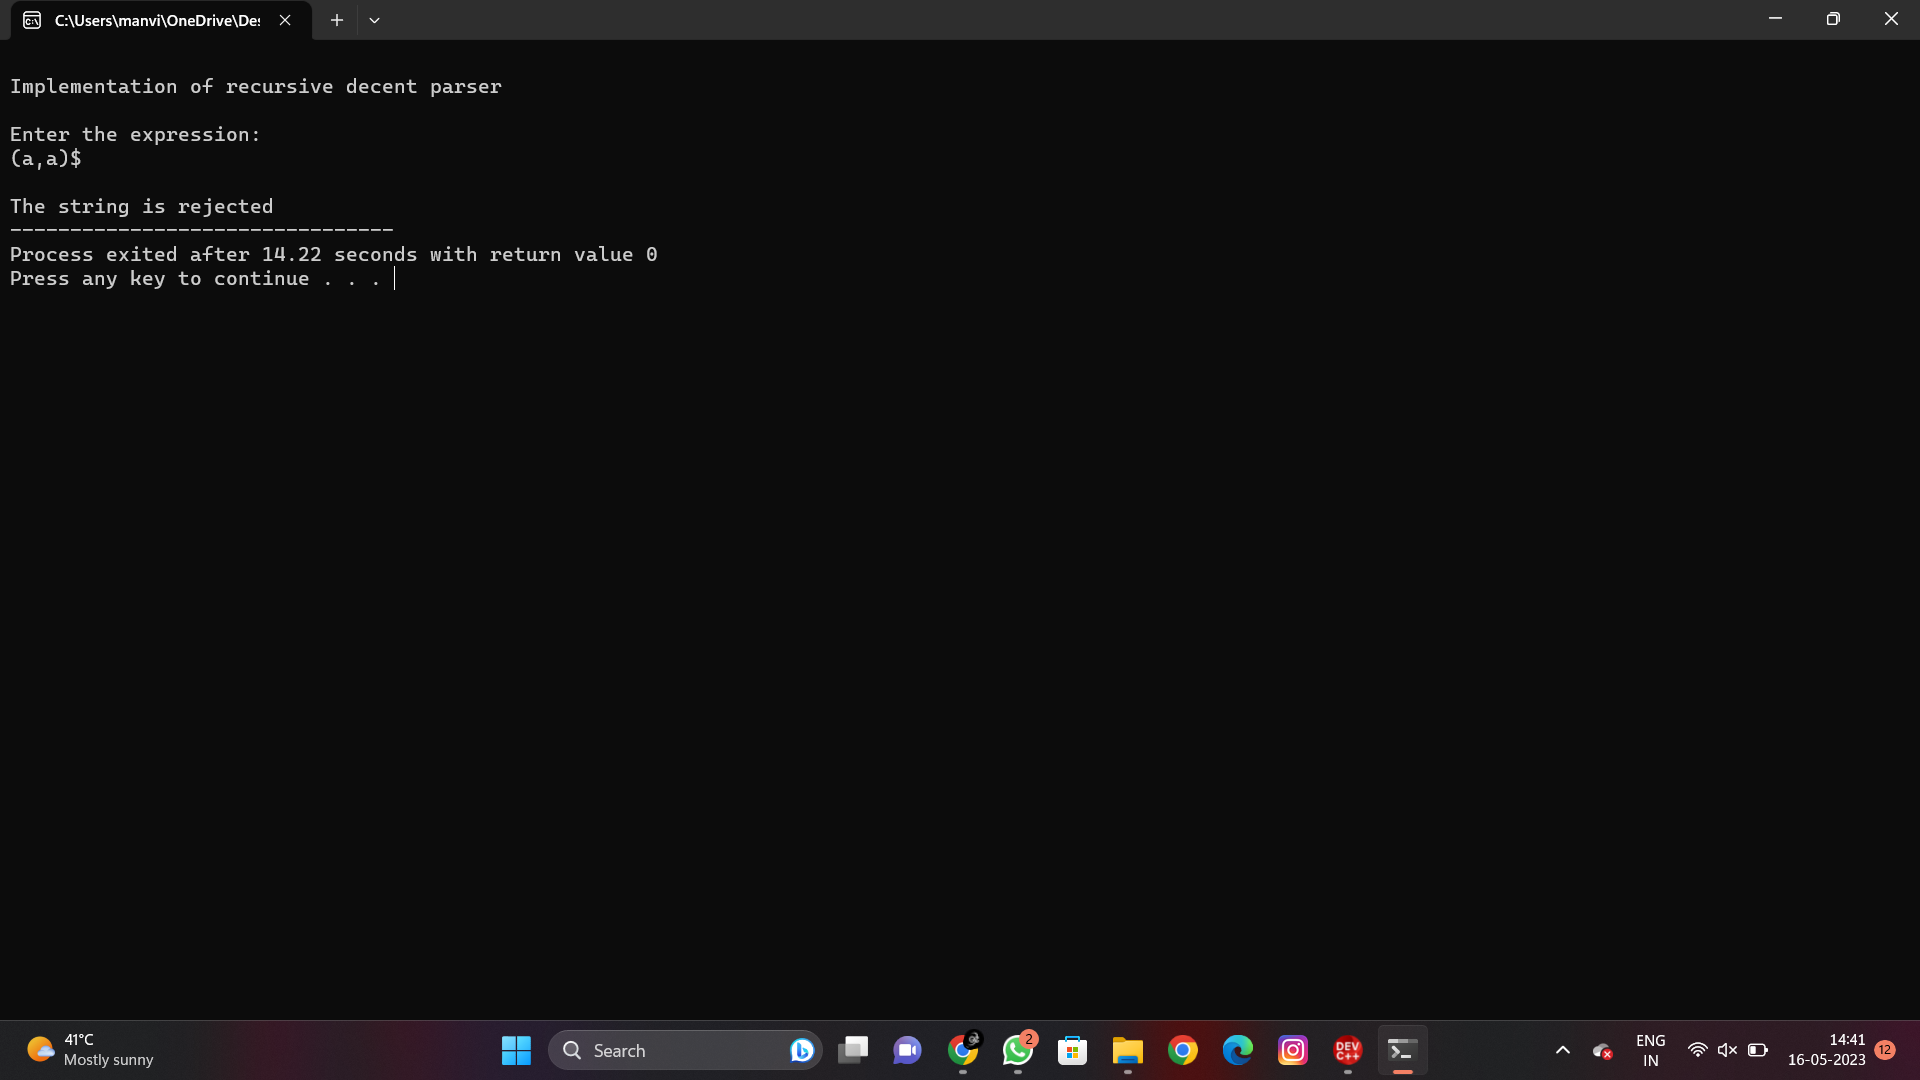 C:\Users\manvi\OneDrive\Des
Implementation of recursive decent parser
Enter the expression:
(a,a)$
The string is rejected
--------------------------------
Process exited after 14.22 seconds with return value 0
Press any key to continue . . .
41°C
Mostly sunny
Search
2
DEV
C++
ENG
IN
14:41
16-05-2023
12